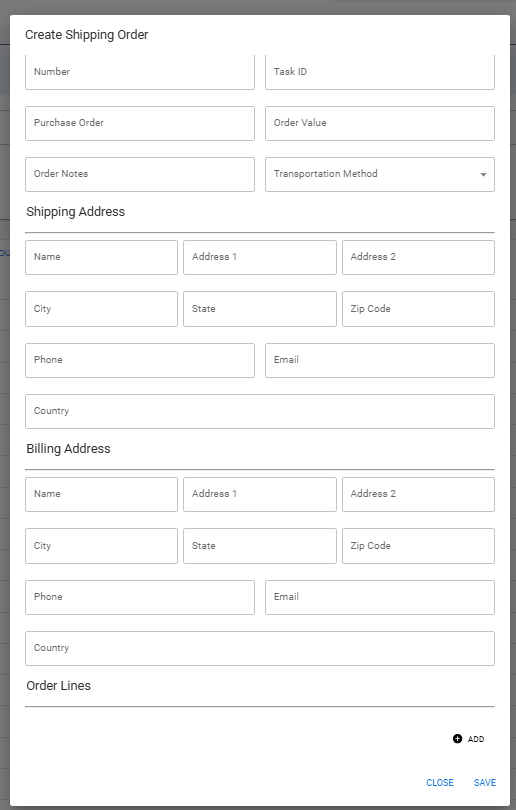 Create Shipping Order
Number Task ID
Purchase Order Order Value
Order Notes Transportation Method
Shipping Address
Name Address 1 Address 2
City State Zip Code
Phone Email
Country
Billing Address
Name Address 1 Address 2
City State Zip Code
Phone Email
Country
Order Lines
ADD
CLOSE SAVE